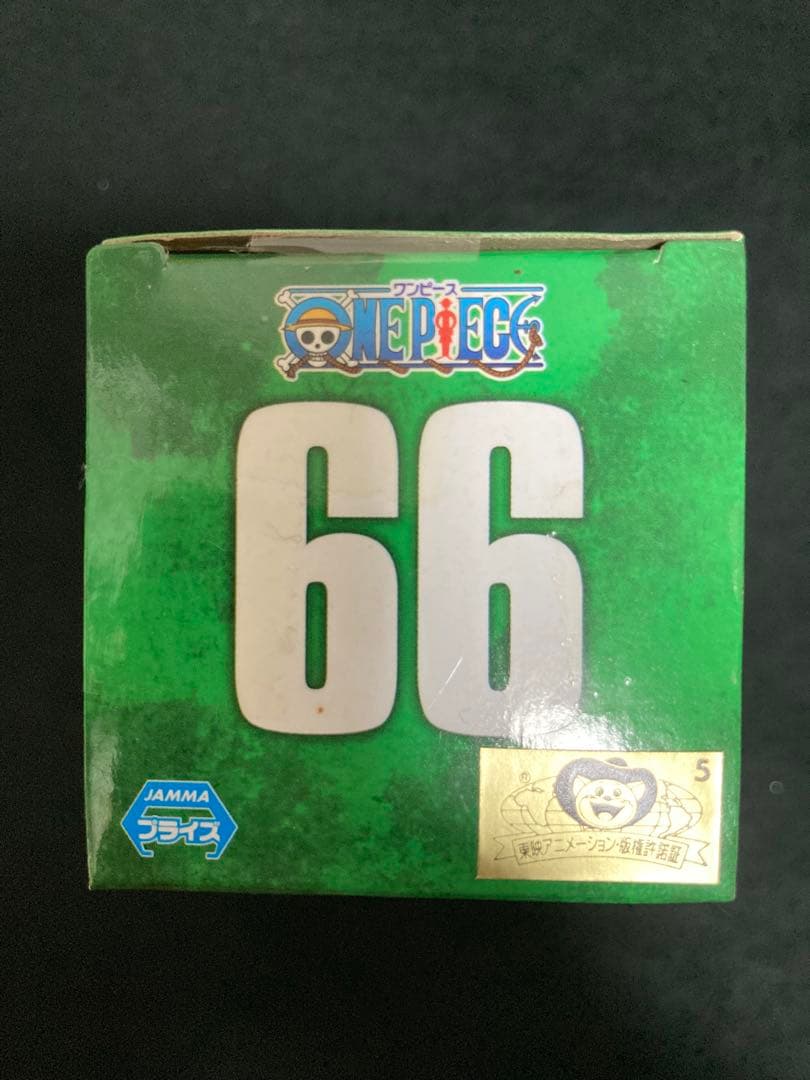 ワンピース
ONE PIECE
66
JAMMA
プライズ
® 5
東映アニメーション・版権許諾証